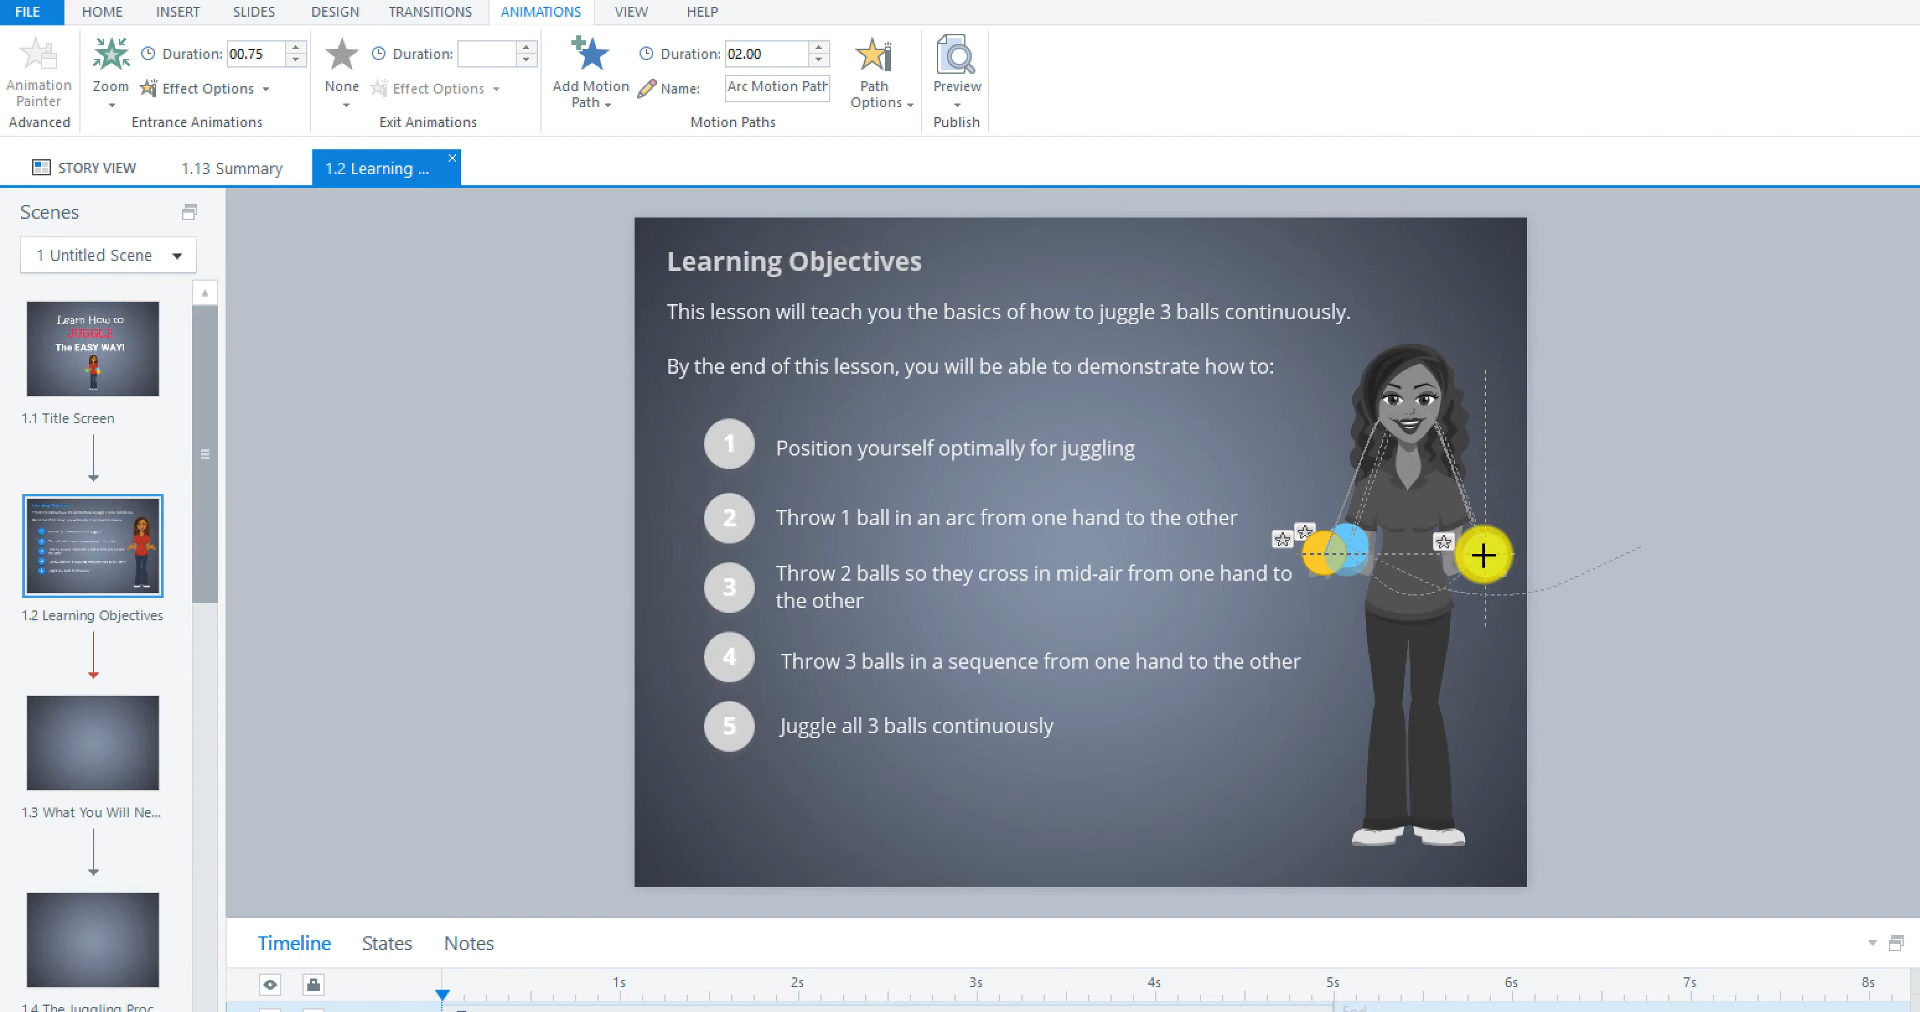 FILE HOME INSERT SLIDES DESIGN TRANSITIONS ANIMATIONS VIEW HELP
Animation Painter
Advanced
Zoom
Duration: 00.75
Effect Options
Entrance Animations
None
Duration:
Effect Options
Exit Animations
Add Motion Path
Duration: 02.00
Name: Arc Motion Path
Path Options
Motion Paths
Preview
Publish
STORY VIEW 1.13 Summary 1.2 Learning ...
Scenes
1 Untitled Scene
Learn How to
JUGGLE
The EASY WAY!
1.1 Title Screen
1.2 Learning Objectives
1.3 What You Will Ne...
1.4 The Juggling Proc...
Learning Objectives
This lesson will teach you the basics of how to juggle 3 balls continuously.
By the end of this lesson, you will be able to demonstrate how to:
1 Position yourself optimally for juggling
2 Throw 1 ball in an arc from one hand to the other
3 Throw 2 balls so they cross in mid-air from one hand to
the other
4 Throw 3 balls in a sequence from one hand to the other
5 Juggle all 3 balls continuously
Timeline States Notes
1s 2s 3s 4s 5s 6s 7s 8s
End